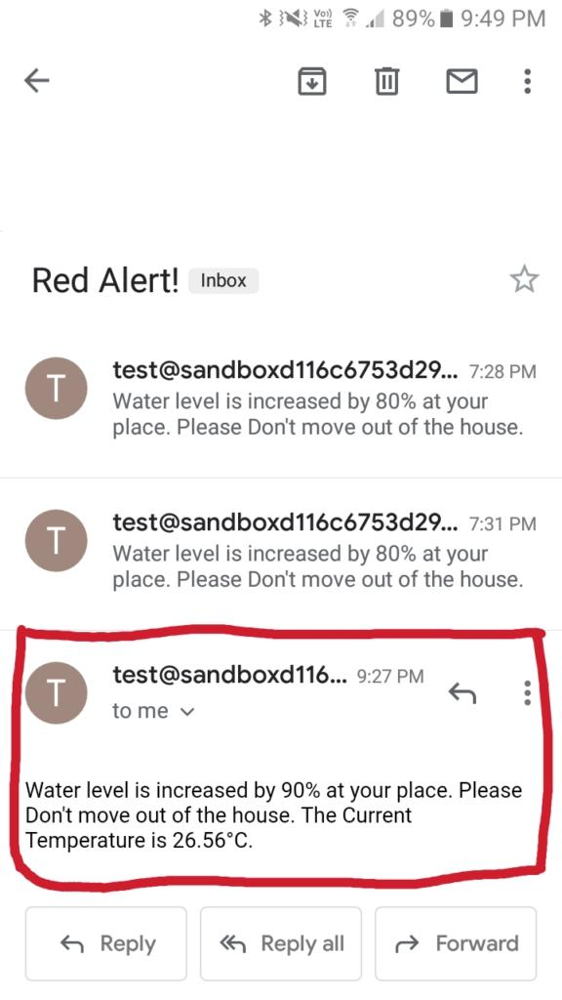 Vo))
LTE
89%
9:49 PM
Red Alert!
Inbox
T
test@sandboxd116c6753d29...
7:28 PM
Water level is increased by 80% at your
place. Please Don't move out of the house.
T
test@sandboxd116c6753d29...
7:31 PM
Water level is increased by 80% at your
place. Please Don't move out of the house.
T
test@sandboxd116...
9:27 PM
to me
Water level is increased by 90% at your place. Please
Don't move out of the house. The Current
Temperature is 26.56°C.
Reply
Reply all
Forward